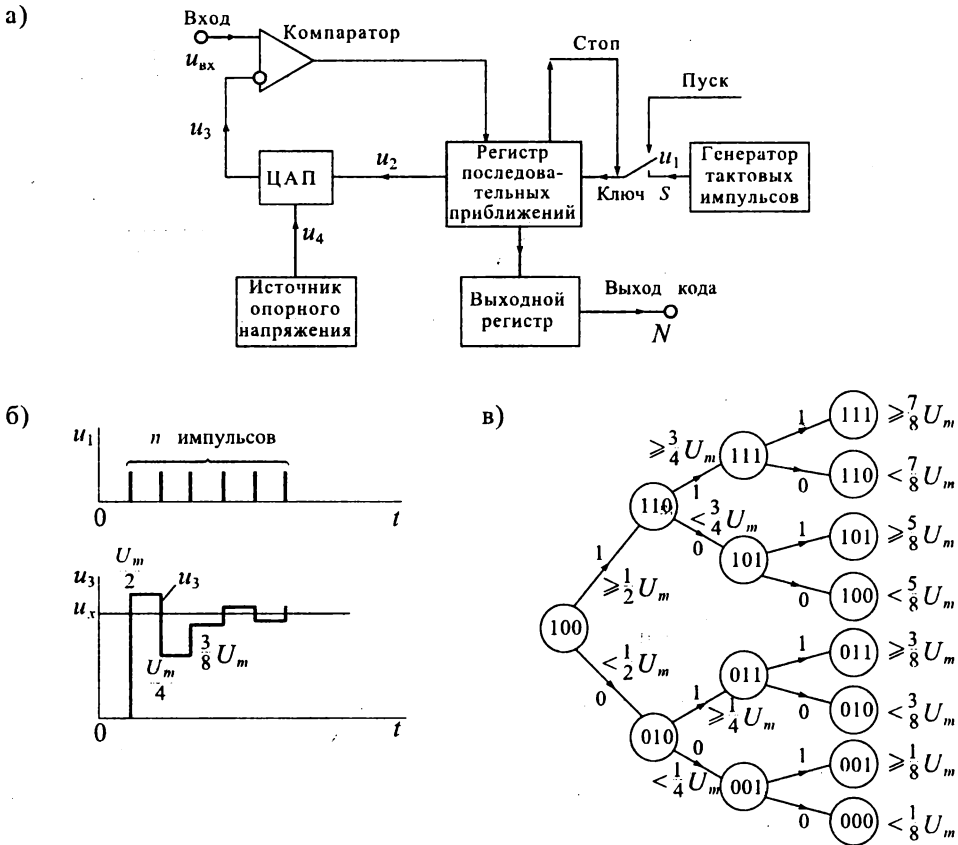 а)
Вход
u_вх
Компаратор
Стоп
Пуск
u_3
ЦАП
u_2
Регистр
последова-
тельных
приближений
Ключ
u_1
S
Генератор
тактовых
импульсов
u_4
Источник
опорного
напряжения
Выходной
регистр
Выход кода
N
б)
u_1
n импульсов
0
t
u_3
U_m/2
u_3
u_x
U_m/4
3/8 U_m
0
t
в)
1
111
≥ 7/8 U_m
≥ 3/4 U_m
111
0
110
< 7/8 U_m
110
1
< 3/4 U_m
0
1
101
≥ 5/8 U_m
101
0
100
< 5/8 U_m
1
≥ 1/2 U_m
100
< 1/2 U_m
0
1
011
≥ 3/8 U_m
011
1
≥ 1/4 U_m
0
010
< 3/8 U_m
010
0
< 1/4 U_m
1
001
≥ 1/8 U_m
001
0
000
< 1/8 U_m